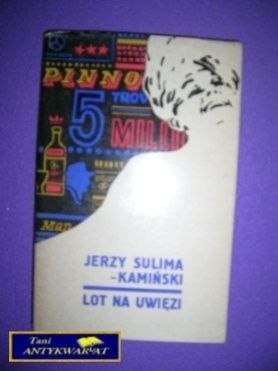 PINNO
TROV
5
MILLI
Man
JERZY SULIMA
-KAMIŃSKI
LOT NA UWIĘZI
Tani
ANTYKWARIAT